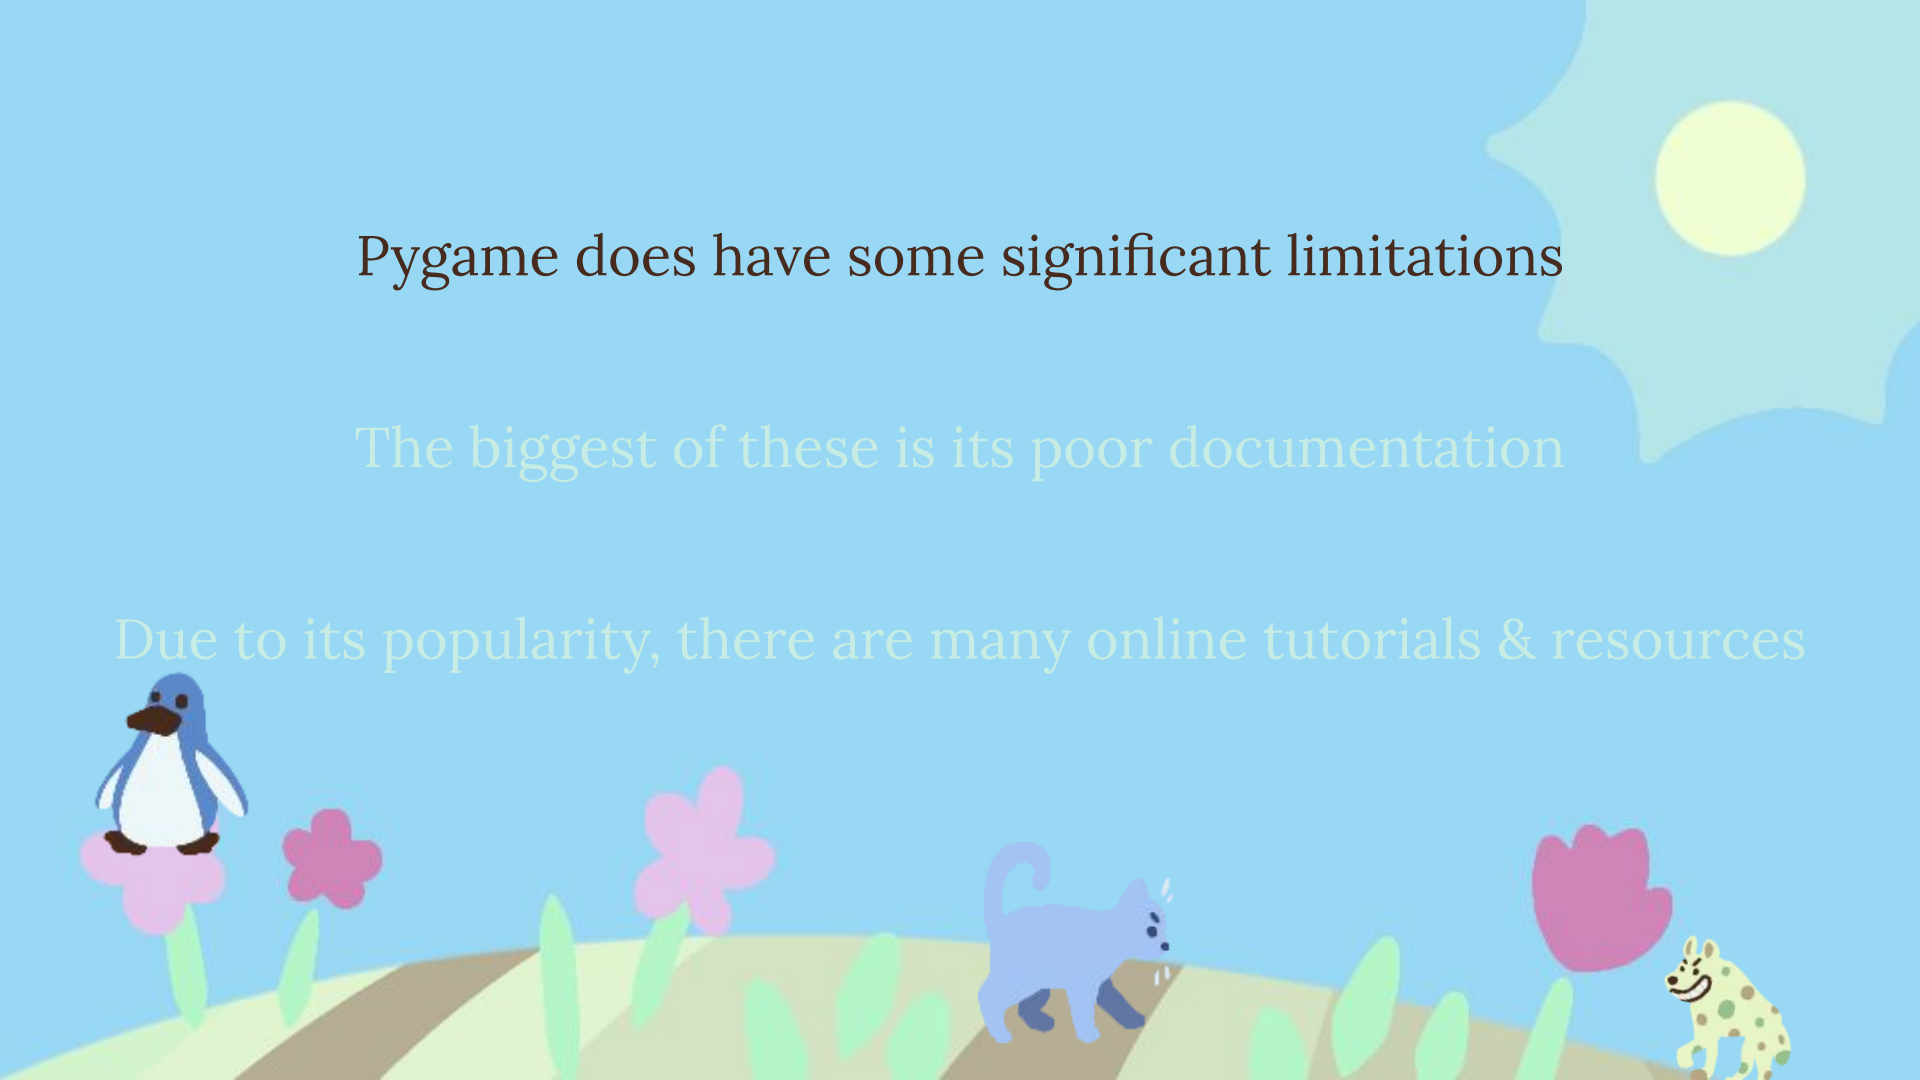 Pygame does have some significant limitations
The biggest of these is its poor documentation
Due to its popularity, there are many online tutorials & resources